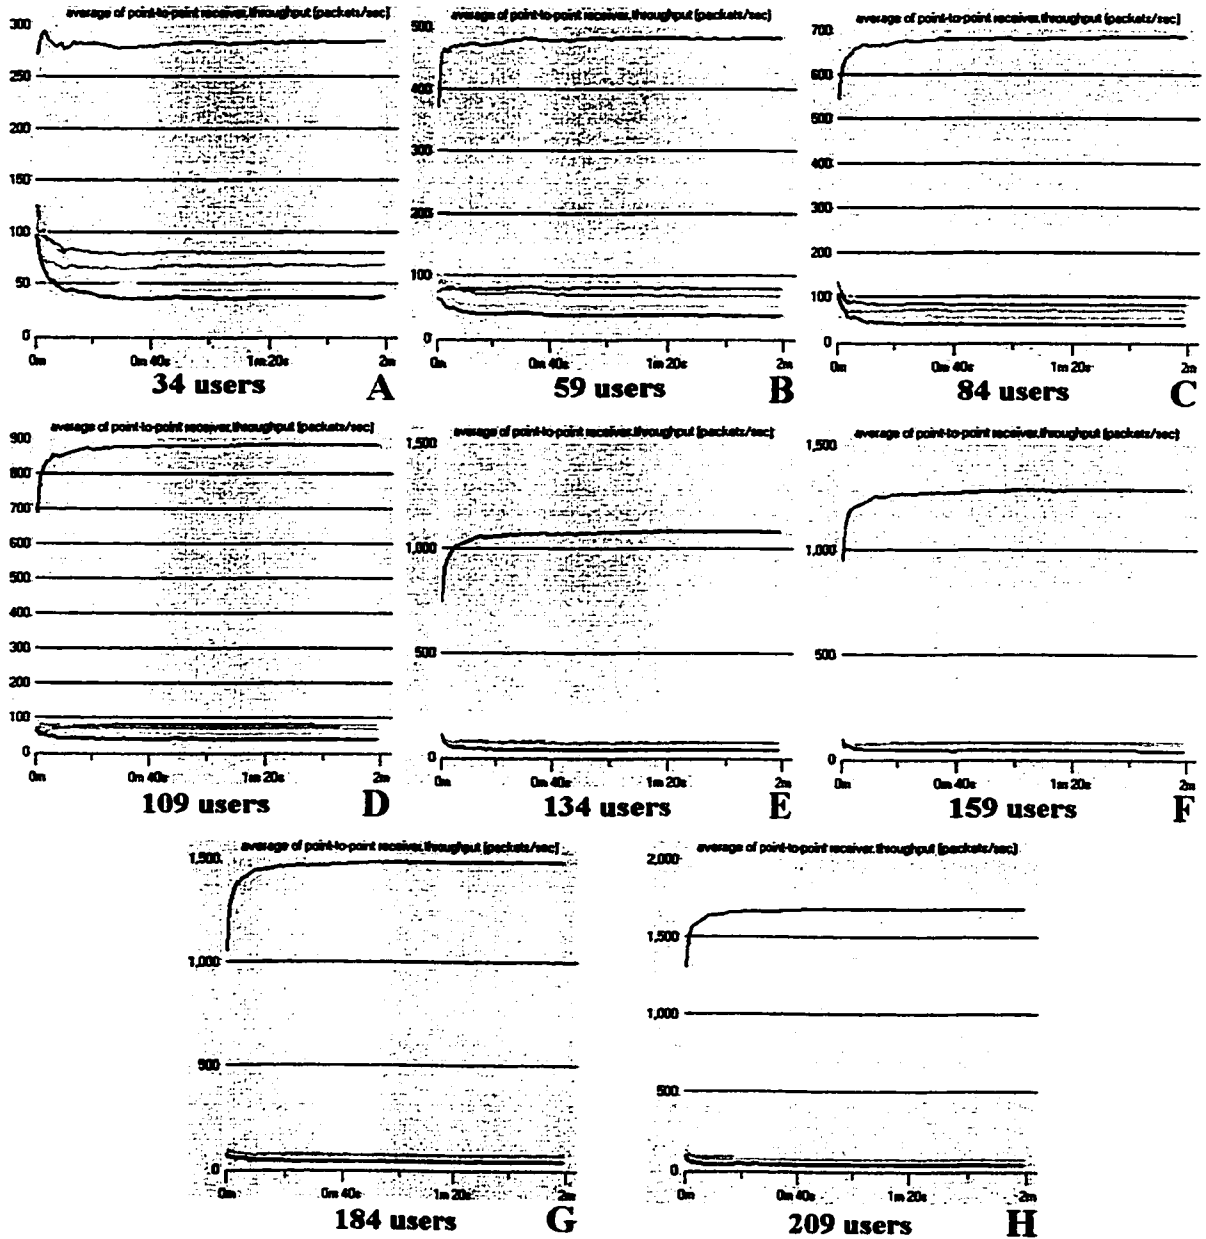 average of point-to-point receiver.throughput (packets/sec)
300
250
200
150
100
50
0
0m 0m 40s 1m 20s 2m
34 users A
average of point-to-point receiver.throughput (packets/sec)
500
400
300
200
100
0
0m 0m 40s 1m 20s 2m
59 users B
average of point-to-point receiver.throughput (packets/sec)
700
600
500
400
300
200
100
0
0m 0m 40s 1m 20s 2m
84 users C
average of point-to-point receiver.throughput (packets/sec)
900
800
700
600
500
400
300
200
100
0
0m 0m 40s 1m 20s 2m
109 users D
average of point-to-point receiver.throughput (packets/sec)
1,500
1,000
500
0
0m 0m 40s 1m 20s 2m
134 users E
average of point-to-point receiver.throughput (packets/sec)
1,500
1,000
500
0
0m 0m 40s 1m 20s 2m
159 users F
average of point-to-point receiver.throughput (packets/sec)
1,500
1,000
500
0
0m 0m 40s 1m 20s 2m
184 users G
average of point-to-point receiver.throughput (packets/sec)
2,000
1,500
1,000
500
0
0m 0m 40s 1m 20s 2m
209 users H